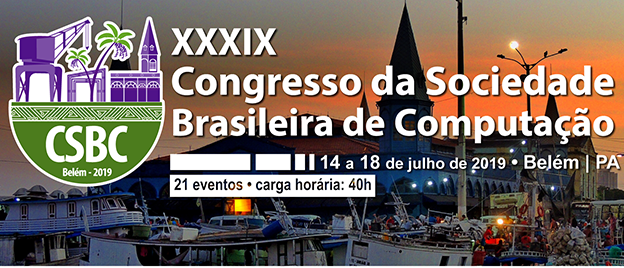 XXXIX
Congresso da Sociedade
Brasileira de Computação
14 a 18 de julho de 2019 • Belém | PA
21 eventos • carga horária: 40h
CSBC
Belém - 2019